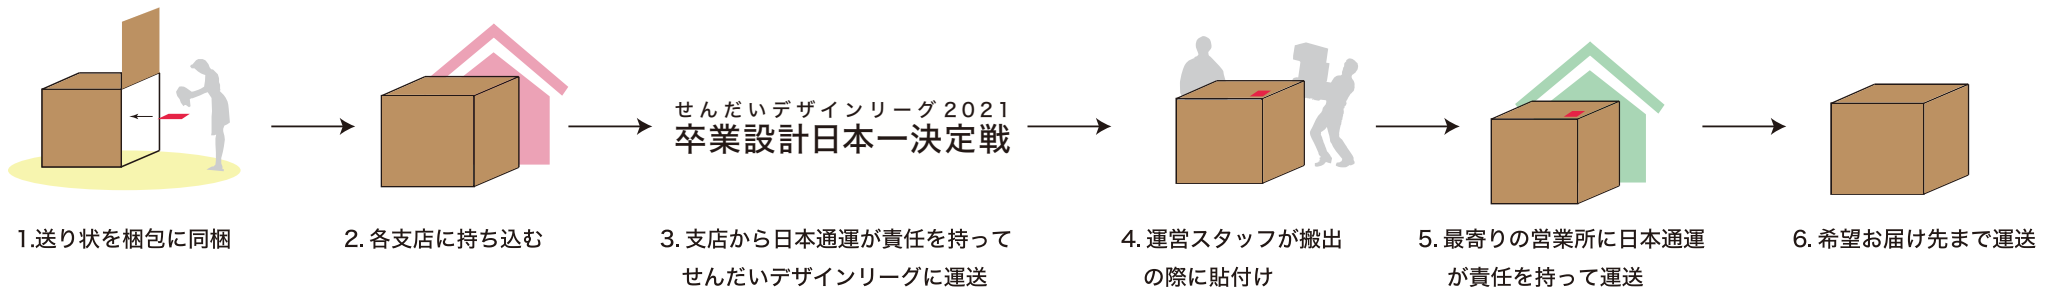 せんだいデザインリーグ2021
卒業設計日本一決定戦
1.送り状を梱包に同梱
2. 各支店に持ち込む
3. 支店から日本通運が責任を持って
せんだいデザインリーグに運送
4. 運営スタッフが搬出
の際に貼付け
5. 最寄りの営業所に日本通運
が責任を持って運送
6. 希望お届け先まで運送